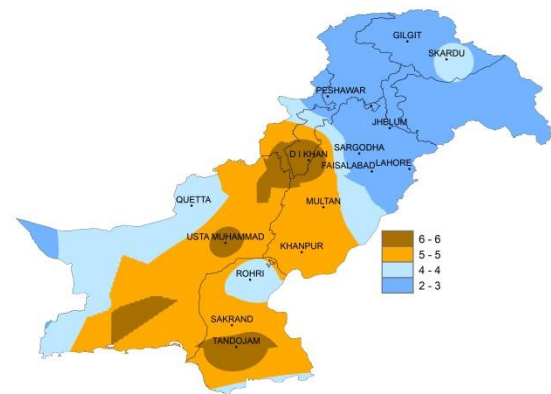 GILGIT
SKARDU
PESHAWAR
JHELUM
SARGODHA
D I KHAN
FAISALABAD
LAHORE
QUETTA
MULTAN
USTA MUHAMMAD
KHANPUR
ROHRI
SAKRAND
TANDOJAM
6 - 6
5 - 5
4 - 4
2 - 3